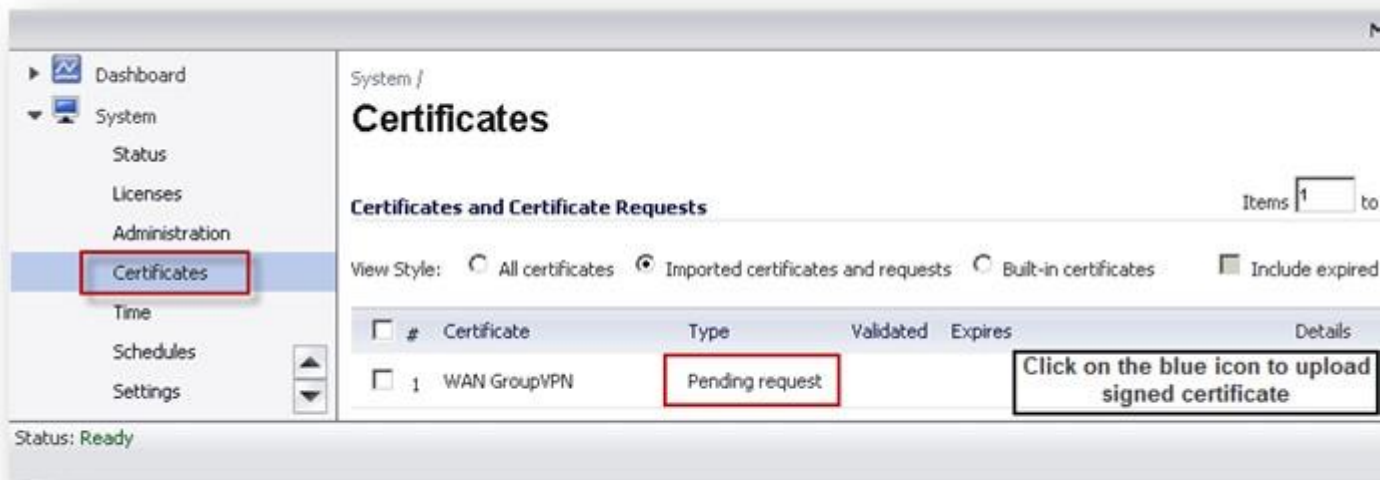 Dashboard
System
Status
Licenses
Administration
Certificates
Time
Schedules
Settings
System /
Certificates
Certificates and Certificate Requests
Items 1 to
View Style: All certificates Imported certificates and requests Built-in certificates Include expired
# Certificate Type Validated Expires Details
1 WAN GroupVPN Pending request
Click on the blue icon to upload
signed certificate
Status: Ready